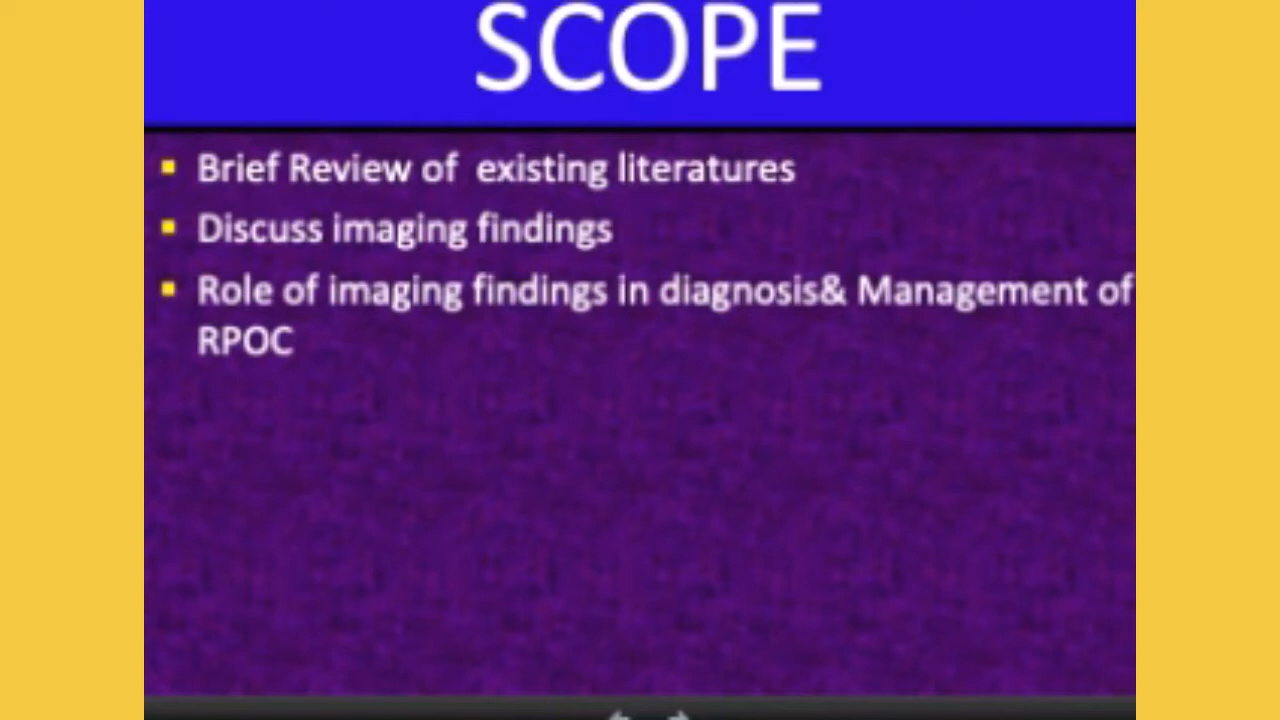 SCOPE
Brief Review of  existing literatures
Discuss imaging findings
Role of imaging findings in diagnosis& Management of
RPOC